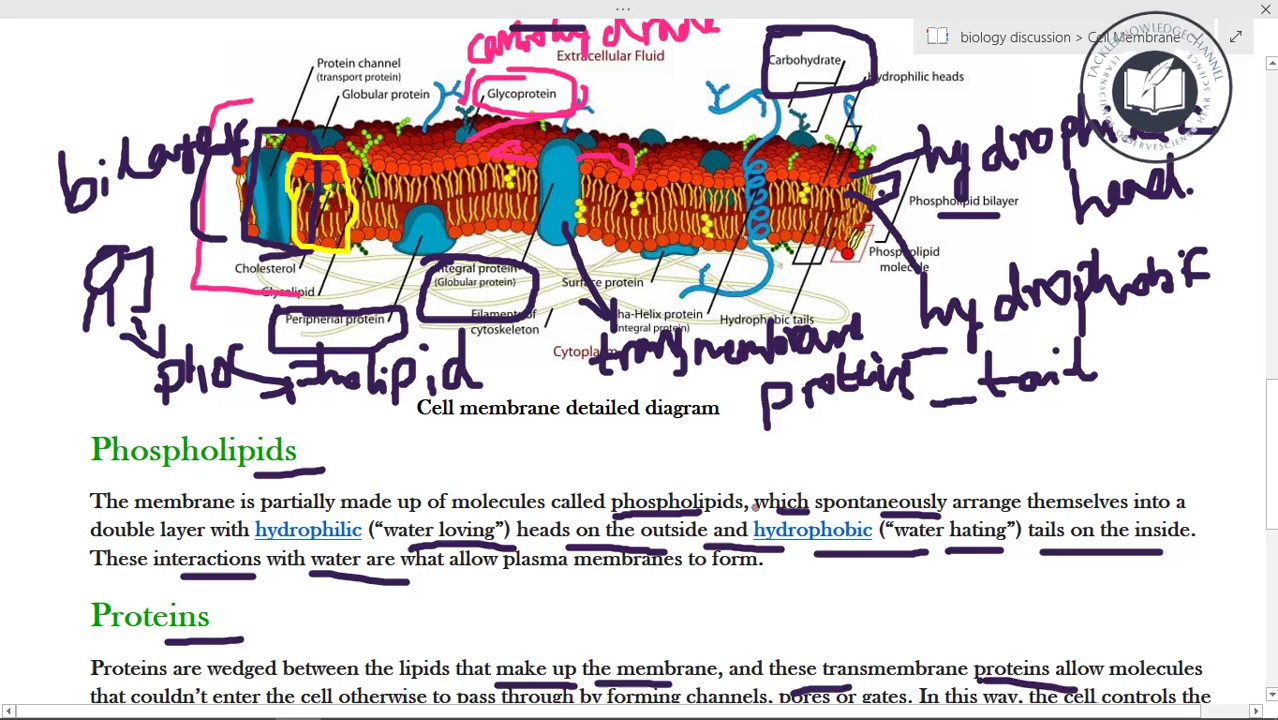 biology discussion > Cell Membrane
carbohydrate
Extracellular Fluid
Carbohydrate
Protein channel
(transport protein)
Hydrophilic heads
Globular protein
Glycoprotein
bilayer
hydrophilic
head.
Phospholipid bilayer
Phospholipid
molecule
Cholesterol
Integral protein
(Globular protein)
Surface protein
Glycolipid
hydrophobif
Peripherial protein
Filaments of
cytoskeleton
Alpha-Helix protein
(Integral protein)
Hydrophobic tails
Cytoplasm
transmembrane
protein
tail
Cell membrane detailed diagram
Phospholipids
The membrane is partially made up of molecules called phospholipids, which spontaneously arrange themselves into a
double layer with hydrophilic (“water loving”) heads on the outside and hydrophobic (“water hating”) tails on the inside.
These interactions with water are what allow plasma membranes to form.
Proteins
Proteins are wedged between the lipids that make up the membrane, and these transmembrane proteins allow molecules
that couldn’t enter the cell otherwise to pass through by forming channels, pores or gates. In this way, the cell controls the